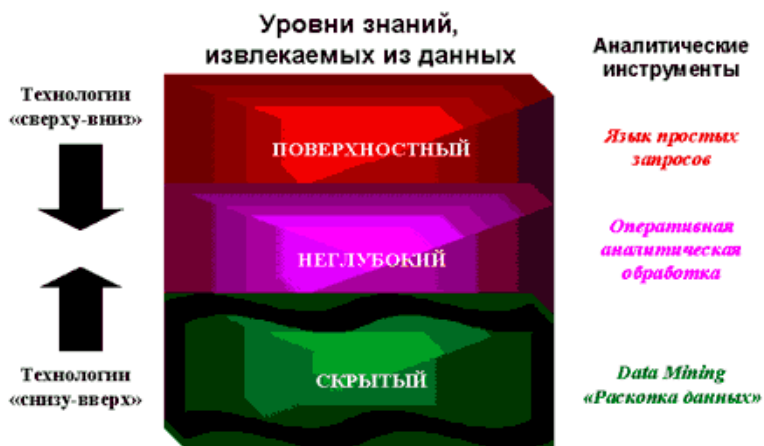 Уровни знаний,
извлекаемых из данных
Аналитические
инструменты
Технологии
«сверху-вниз»
ПОВЕРХНОСТНЫЙ
Язык простых
запросов
НЕГЛУБОКИЙ
Оперативная
аналитическая
обработка
Технологии
«снизу-вверх»
СКРЫТЫЙ
Data Mining
«Раскопка данных»